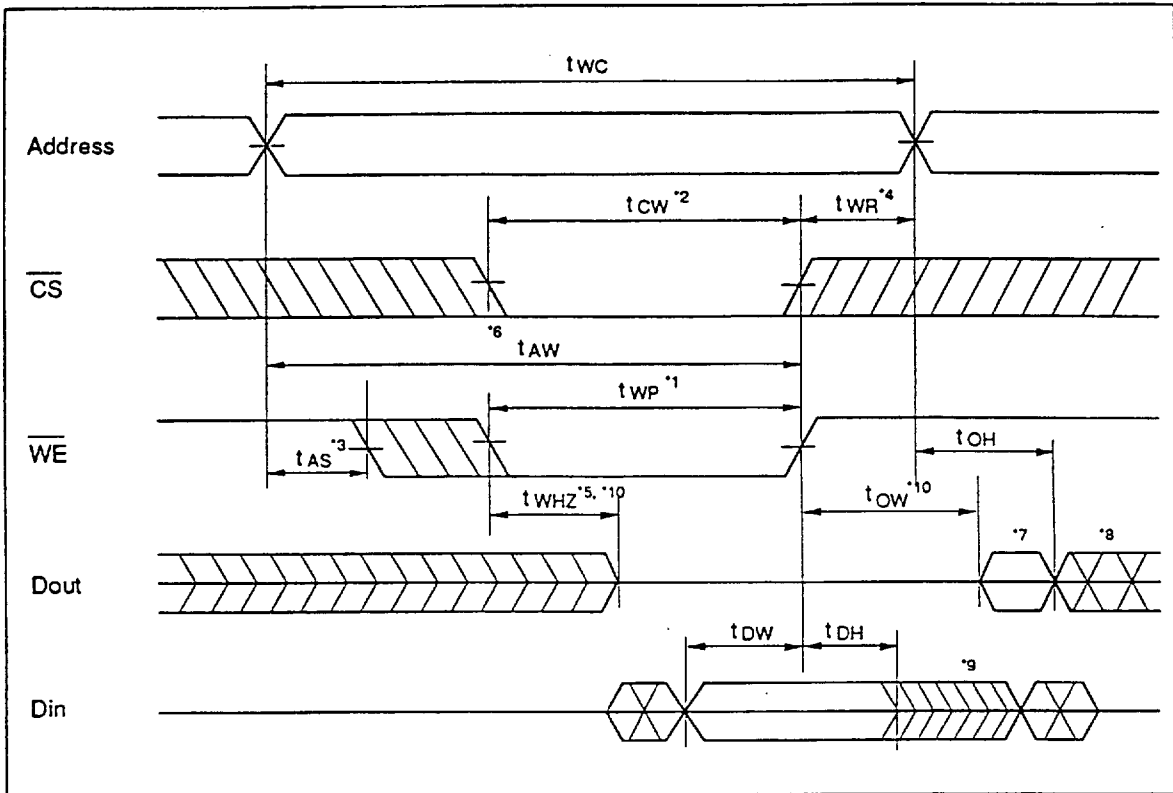 tWC
Address
tCW*2
tWR*4
CS
*6
tAW
tWP*1
WE
tAS*3
tOH
tWHZ*5, *10
tOW*10
*7
*8
Dout
tDW
tDH
*9
Din